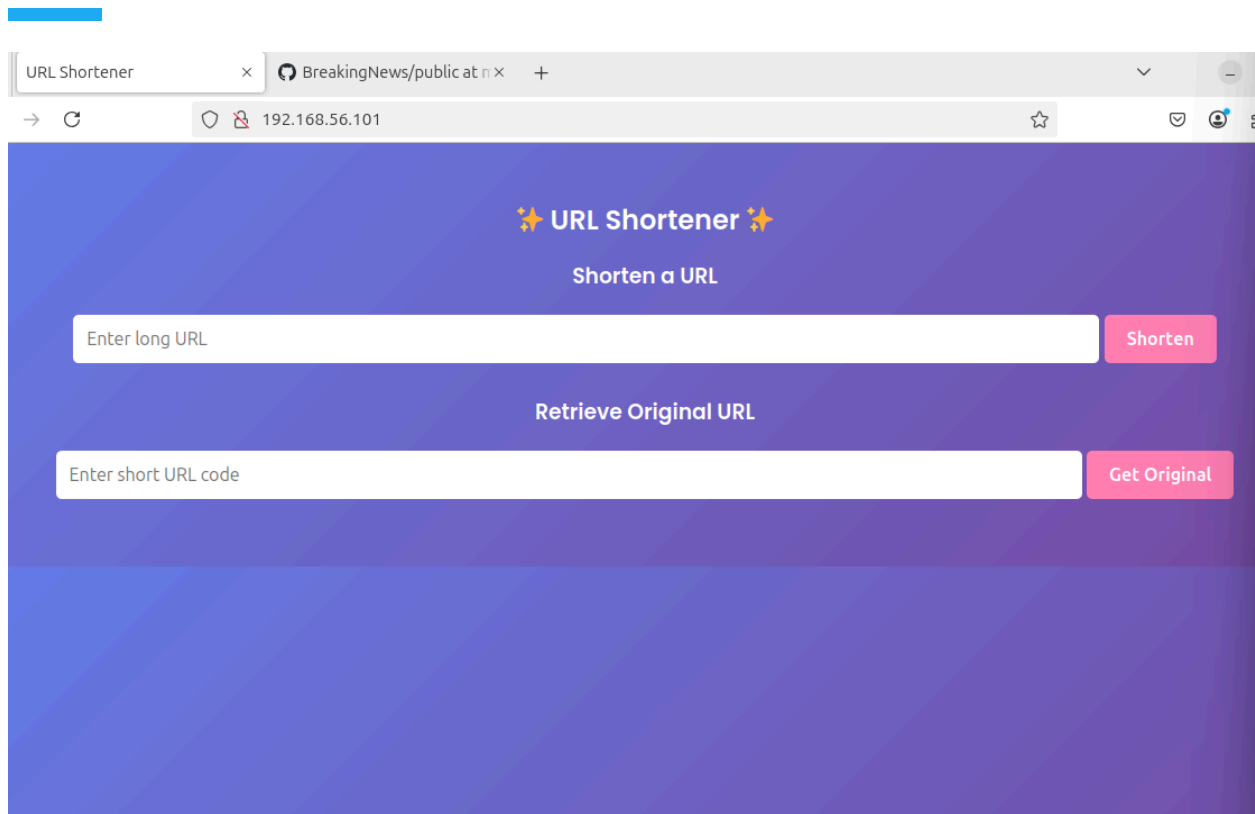 URL Shortener
BreakingNews/public at
192.168.56.101
✨ URL Shortener ✨
Shorten a URL
Enter long URL
Shorten
Retrieve Original URL
Enter short URL code
Get Original